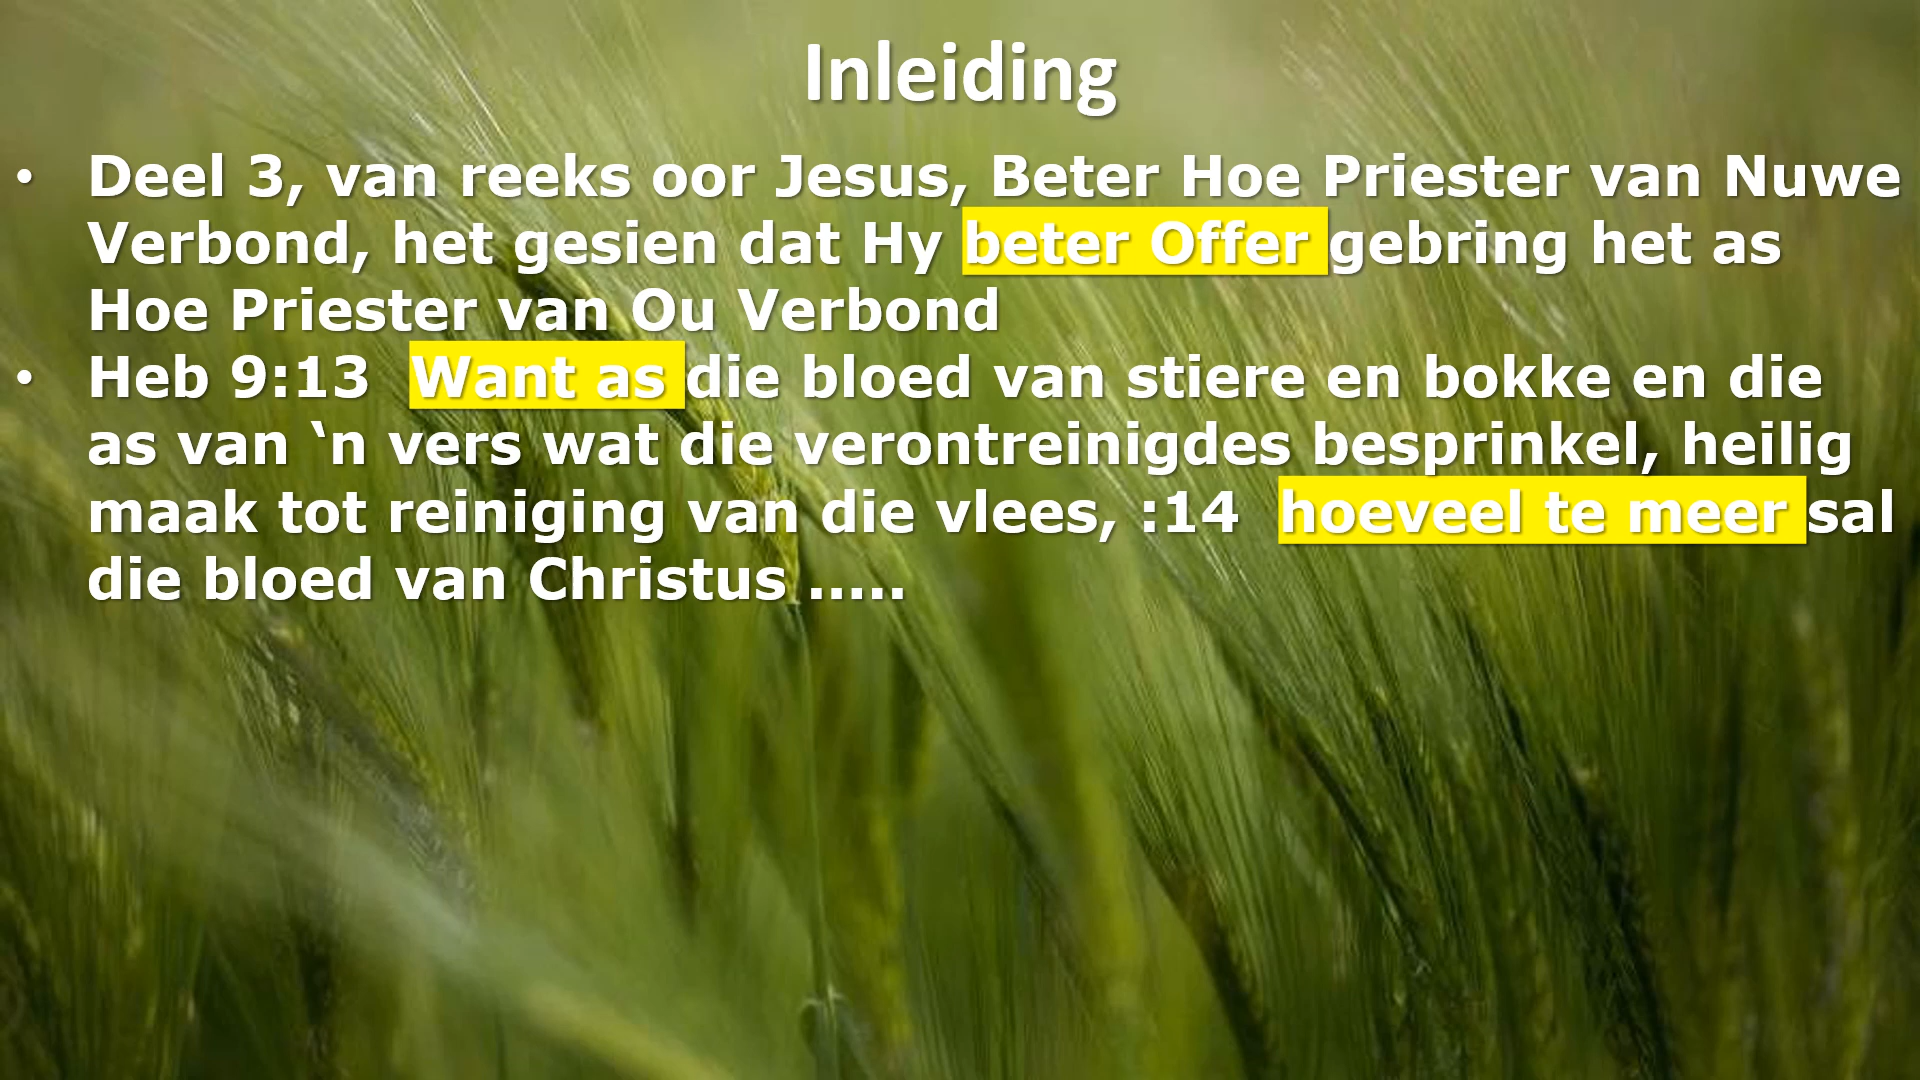 Inleiding
• Deel 3, van reeks oor Jesus, Beter Hoe Priester van Nuwe
Verbond, het gesien dat Hy beter Offer gebring het as
Hoe Priester van Ou Verbond
• Heb 9:13 Want as die bloed van stiere en bokke en die
as van ‛n vers wat die verontreinigdes besprinkel, heilig
maak tot reiniging van die vlees, :14 hoeveel te meer sal
die bloed van Christus …..